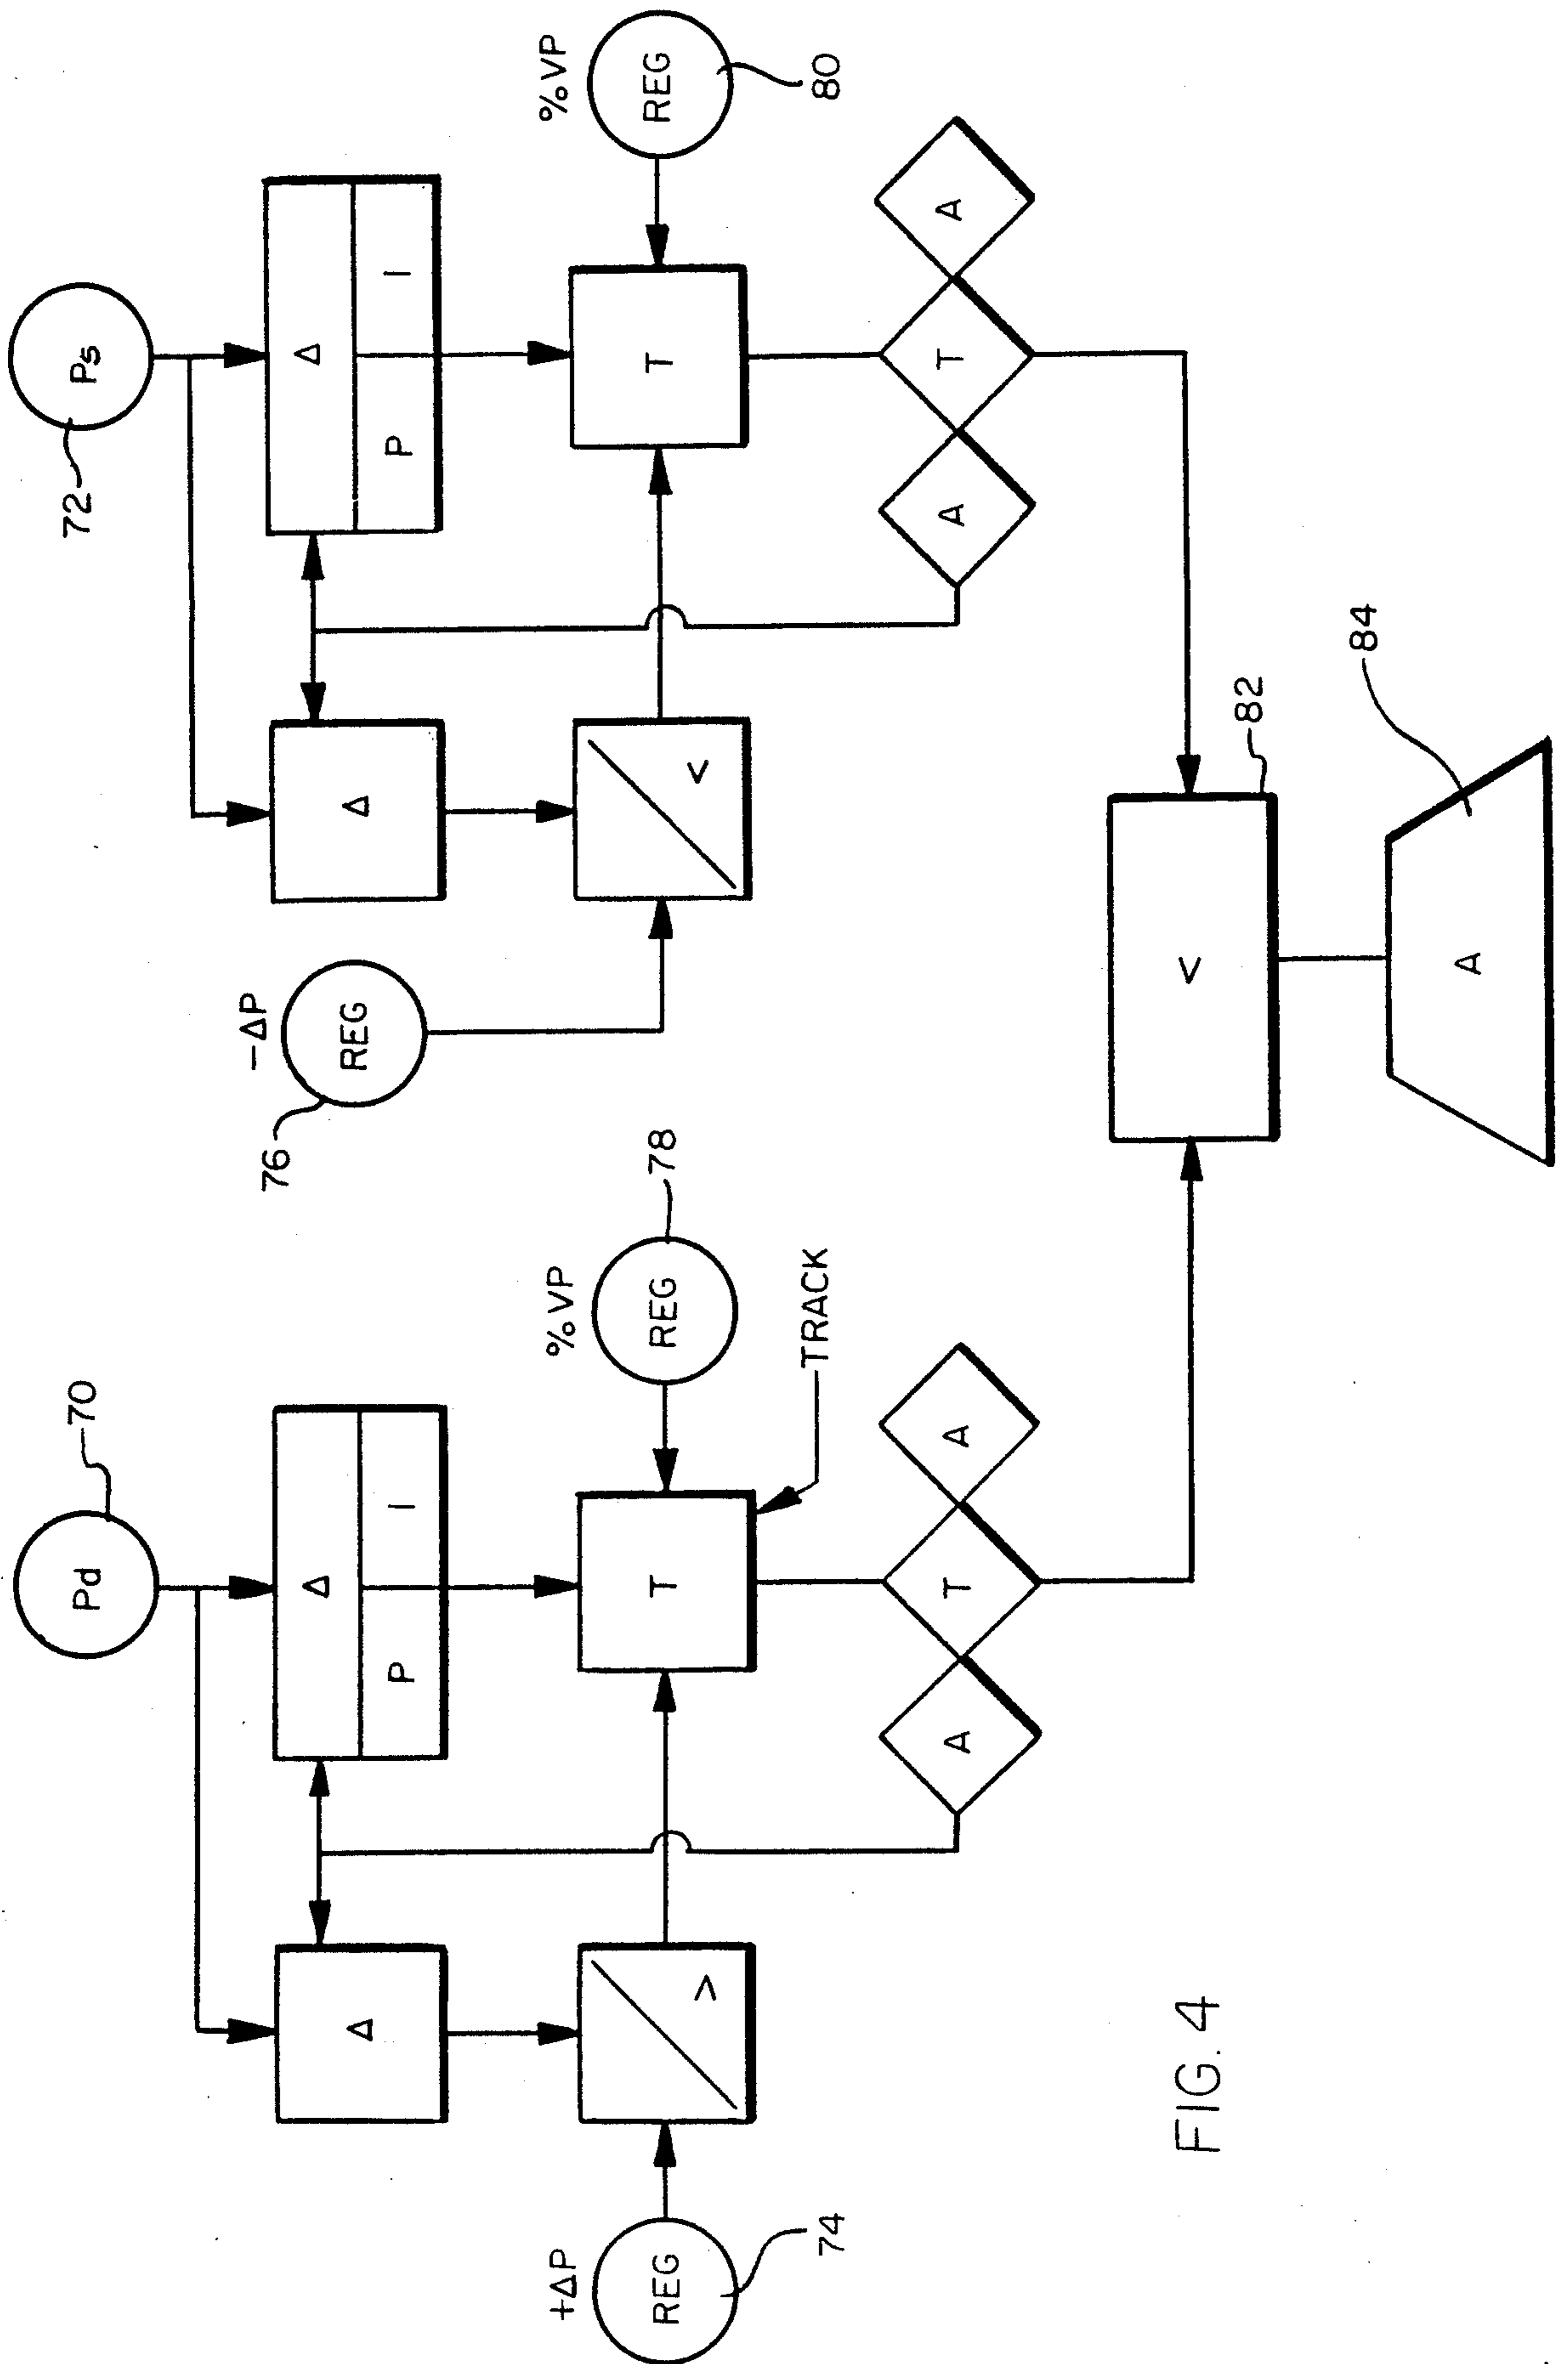 Pd
70
72
Ps
−ΔP
76
Δ
Δ
Δ
REG
Δ
P I
P I
+ΔP
%VP
%VP
REG
T
REG
78
T
REG
>
<
74
TRACK
80
A T A
A T A
FIG. 4
<
82
84
A